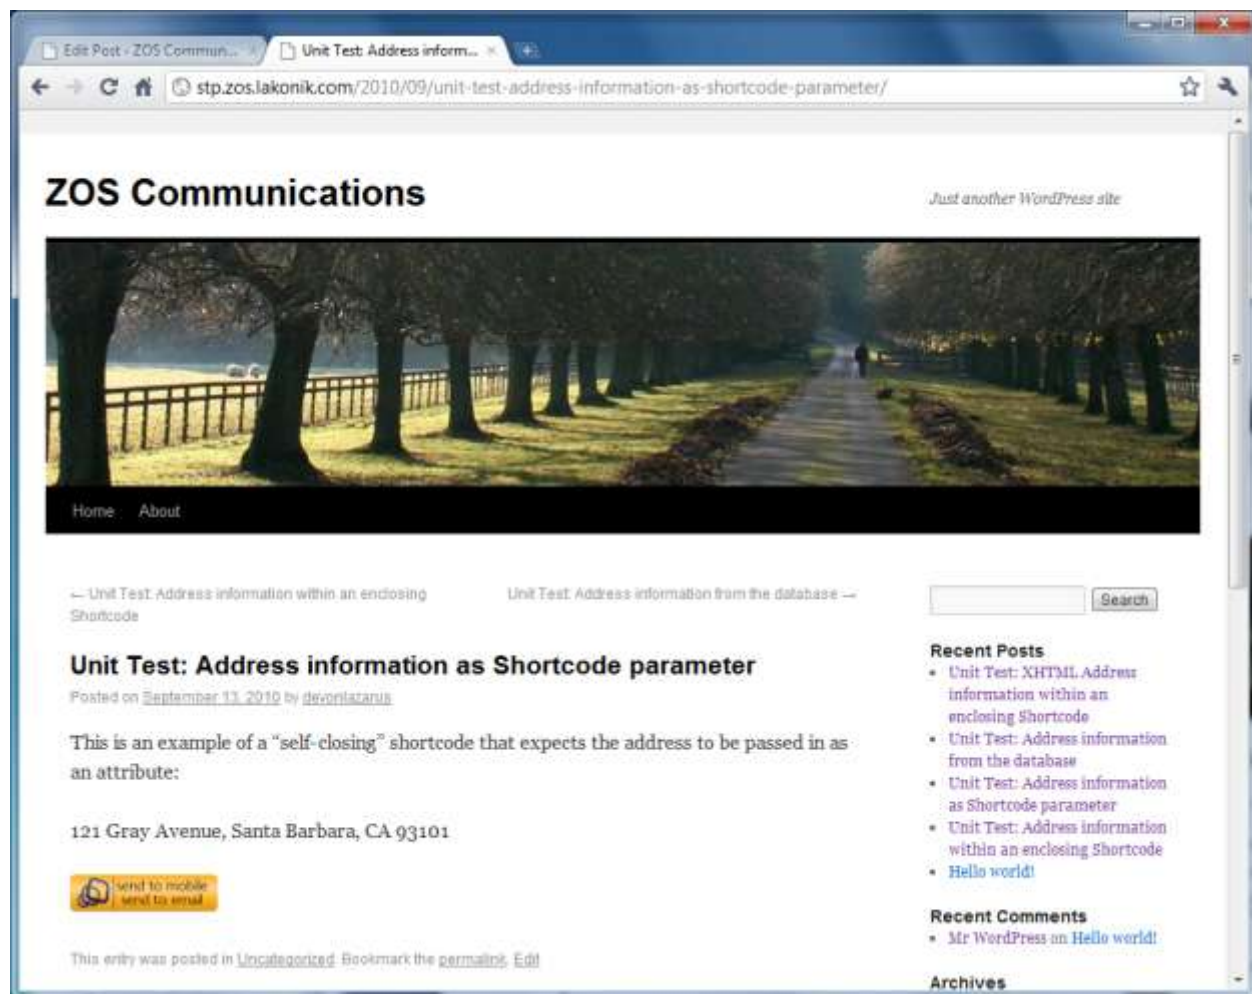 Edit Post - ZOS Commun...
Unit Test: Address inform...
stp.zos.lakonik.com/2010/09/unit-test-address-information-as-shortcode-parameter/
ZOS Communications
Just another WordPress site
Home About
← Unit Test: Address information within an enclosing
Shortcode
Unit Test: Address information from the database →
Unit Test: Address information as Shortcode parameter
Posted on September 13, 2010 by devonlazarus
This is an example of a “self-closing” shortcode that expects the address to be passed in as
an attribute:
121 Gray Avenue, Santa Barbara, CA 93101
send to mobile
send to email
This entry was posted in Uncategorized. Bookmark the permalink. Edit
Search
Recent Posts
Unit Test: XHTML Address
information within an
enclosing Shortcode
Unit Test: Address information
from the database
Unit Test: Address information
as Shortcode parameter
Unit Test: Address information
within an enclosing Shortcode
Hello world!
Recent Comments
Mr WordPress on Hello world!
Archives